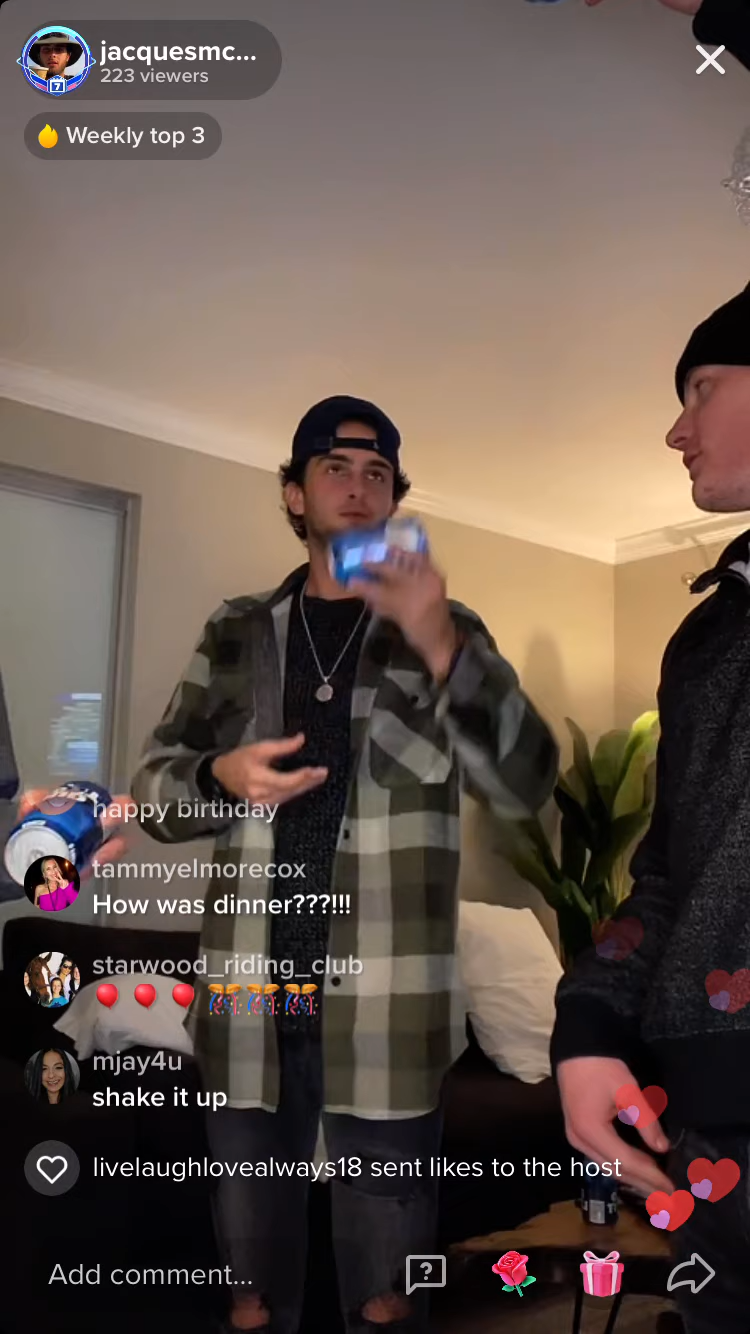 jacquesmc...
223 viewers
Weekly top 3
happy birthday
tammyelmorecox
How was dinner???!!!
starwood_riding_club
🎈 🎈 🎈 🎊🎊🎊
mjay4u
shake it up
livelaughlovealways18 sent likes to the host
Add comment...